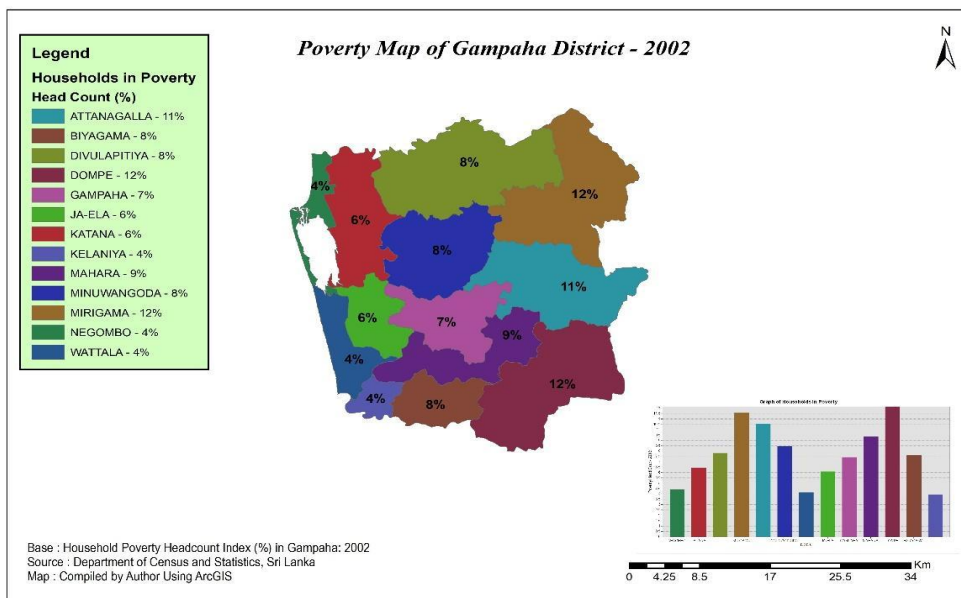 Poverty Map of Gampaha District - 2002
N
Legend
Households in Poverty
Head Count (%)
ATTANAGALLA - 11%
BIYAGAMA - 8%
DIVULAPITIYA - 8%
DOMPE - 12%
GAMPAHA - 7%
JA-ELA - 6%
KATANA - 6%
KELANIYA - 4%
MAHARA - 9%
MINUWANGODA - 8%
MIRIGAMA - 12%
NEGOMBO - 4%
WATTALA - 4%
8%
4%
12%
6%
8%
11%
6%
7%
9%
4%
12%
4%
8%
Graph of Households in Poverty
Base : Household Poverty Headcount Index (%) in Gampaha: 2002
Source : Department of Census and Statistics, Sri Lanka
Map : Compiled by Author Using ArcGIS
Km
0 4.25 8.5 17 25.5 34